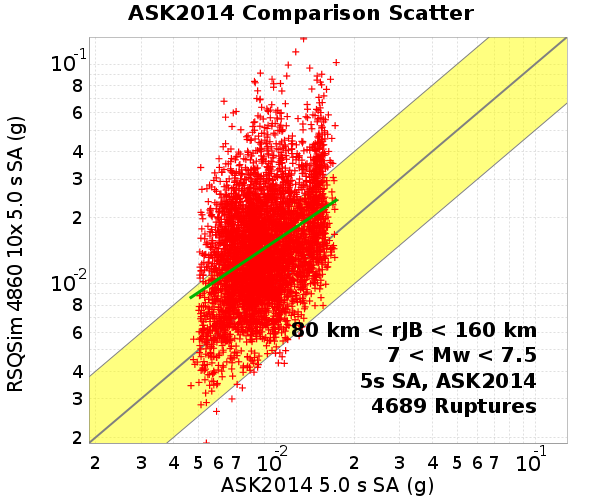 ASK2014 Comparison Scatter
RSQSim 4860 10x 5.0 s SA (g)
10-1
8
6
4
3
2
10-2
8
6
4
3
2
80 km < rJB < 160 km
7 < Mw < 7.5
5s SA, ASK2014
4689 Ruptures
2 3 4 5 6 7 10-2 2 3 4 5 6 7 10-1
ASK2014 5.0 s SA (g)